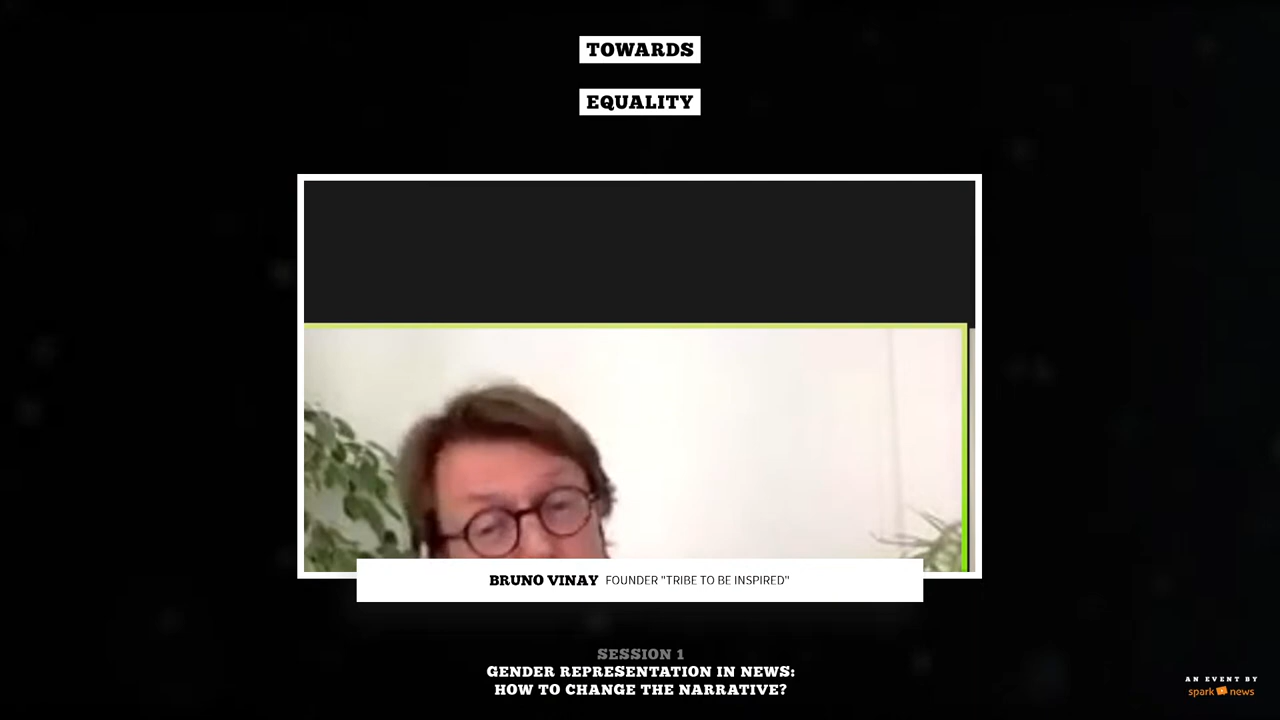 TOWARDS
EQUALITY
BRUNO VINAY FOUNDER "TRIBE TO BE INSPIRED"
SESSION 1
GENDER REPRESENTATION IN NEWS:
HOW TO CHANGE THE NARRATIVE?
AN EVENT BY
spark news